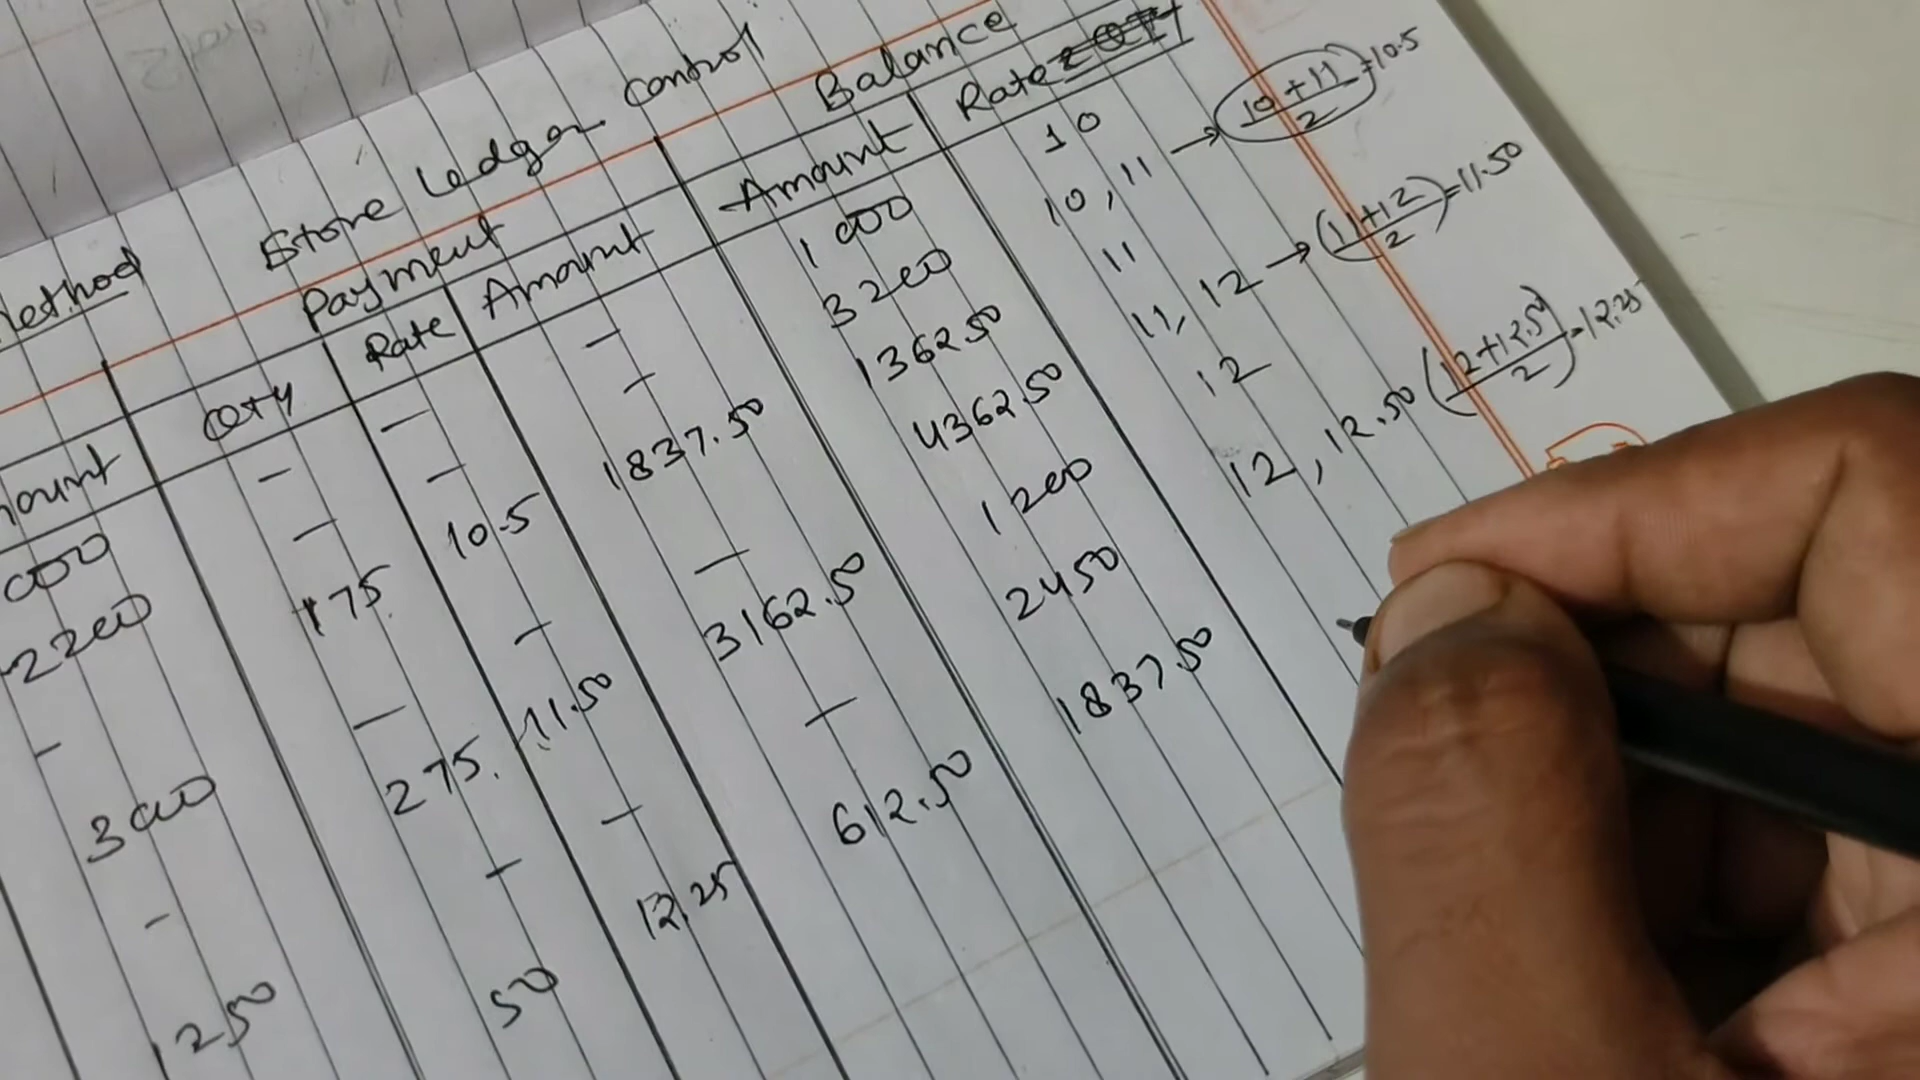 Method Store Ledger Control
Payment Balance
Amount Qty Rate Amount Amount Rate
000 - - - 1000 10
2200 - - - 3200 10, 11 → 10+11/2 = 10.5
- 175 10.5 1837.50 1362.50 11
3000 - - - 4362.50 11, 12 → (11+12/2) = 11.50
- 275. 11.50 3162.50 1200 12
1250 - - - 2450 12, 12.50 (12+12.50/2) = 12.25
50 12.25 612.50 1837.50